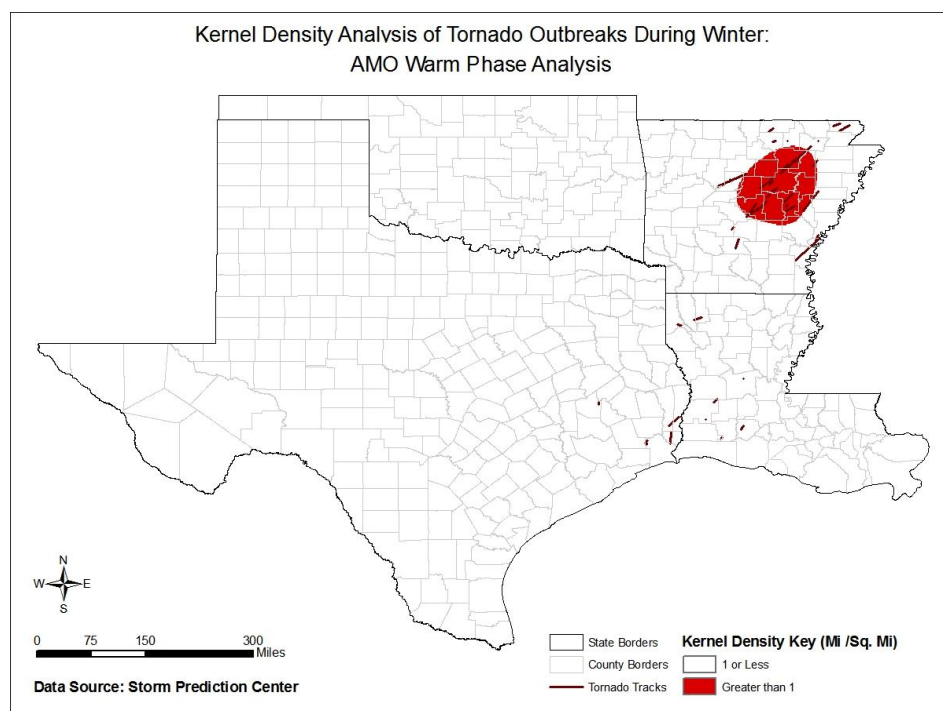 Kernel Density Analysis of Tornado Outbreaks During Winter:
AMO Warm Phase Analysis
N
W E
S
0 75 150 300
Miles
Data Source: Storm Prediction Center
State Borders
County Borders
Tornado Tracks
Kernel Density Key (Mi /Sq. Mi)
1 or Less
Greater than 1